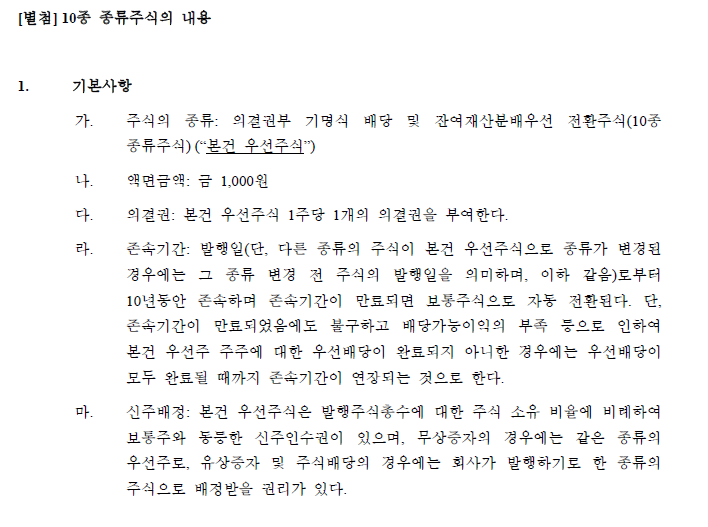 [별첨] 10종 종류주식의 내용
1. 기본사항
가. 주식의 종류: 의결권부 기명식 배당 및 잔여재산분배우선 전환주식(10종
종류주식) (“본건 우선주식”)
나. 액면금액: 금 1,000원
다. 의결권: 본건 우선주식 1주당 1개의 의결권을 부여한다.
라. 존속기간: 발행일(단, 다른 종류의 주식이 본건 우선주식으로 종류가 변경된
경우에는 그 종류 변경 전 주식의 발행일을 의미하며, 이하 같음)로부터
10년동안 존속하며 존속기간이 만료되면 보통주식으로 자동 전환된다. 단,
존속기간이 만료되었음에도 불구하고 배당가능이익의 부족 등으로 인하여
본건 우선주 주주에 대한 우선배당이 완료되지 아니한 경우에는 우선배당이
모두 완료될 때까지 존속기간이 연장되는 것으로 한다.
마. 신주배정: 본건 우선주식은 발행주식총수에 대한 주식 소유 비율에 비례하여
보통주와 동등한 신주인수권이 있으며, 무상증자의 경우에는 같은 종류의
우선주로, 유상증자 및 주식배당의 경우에는 회사가 발행하기로 한 종류의
주식으로 배정받을 권리가 있다.